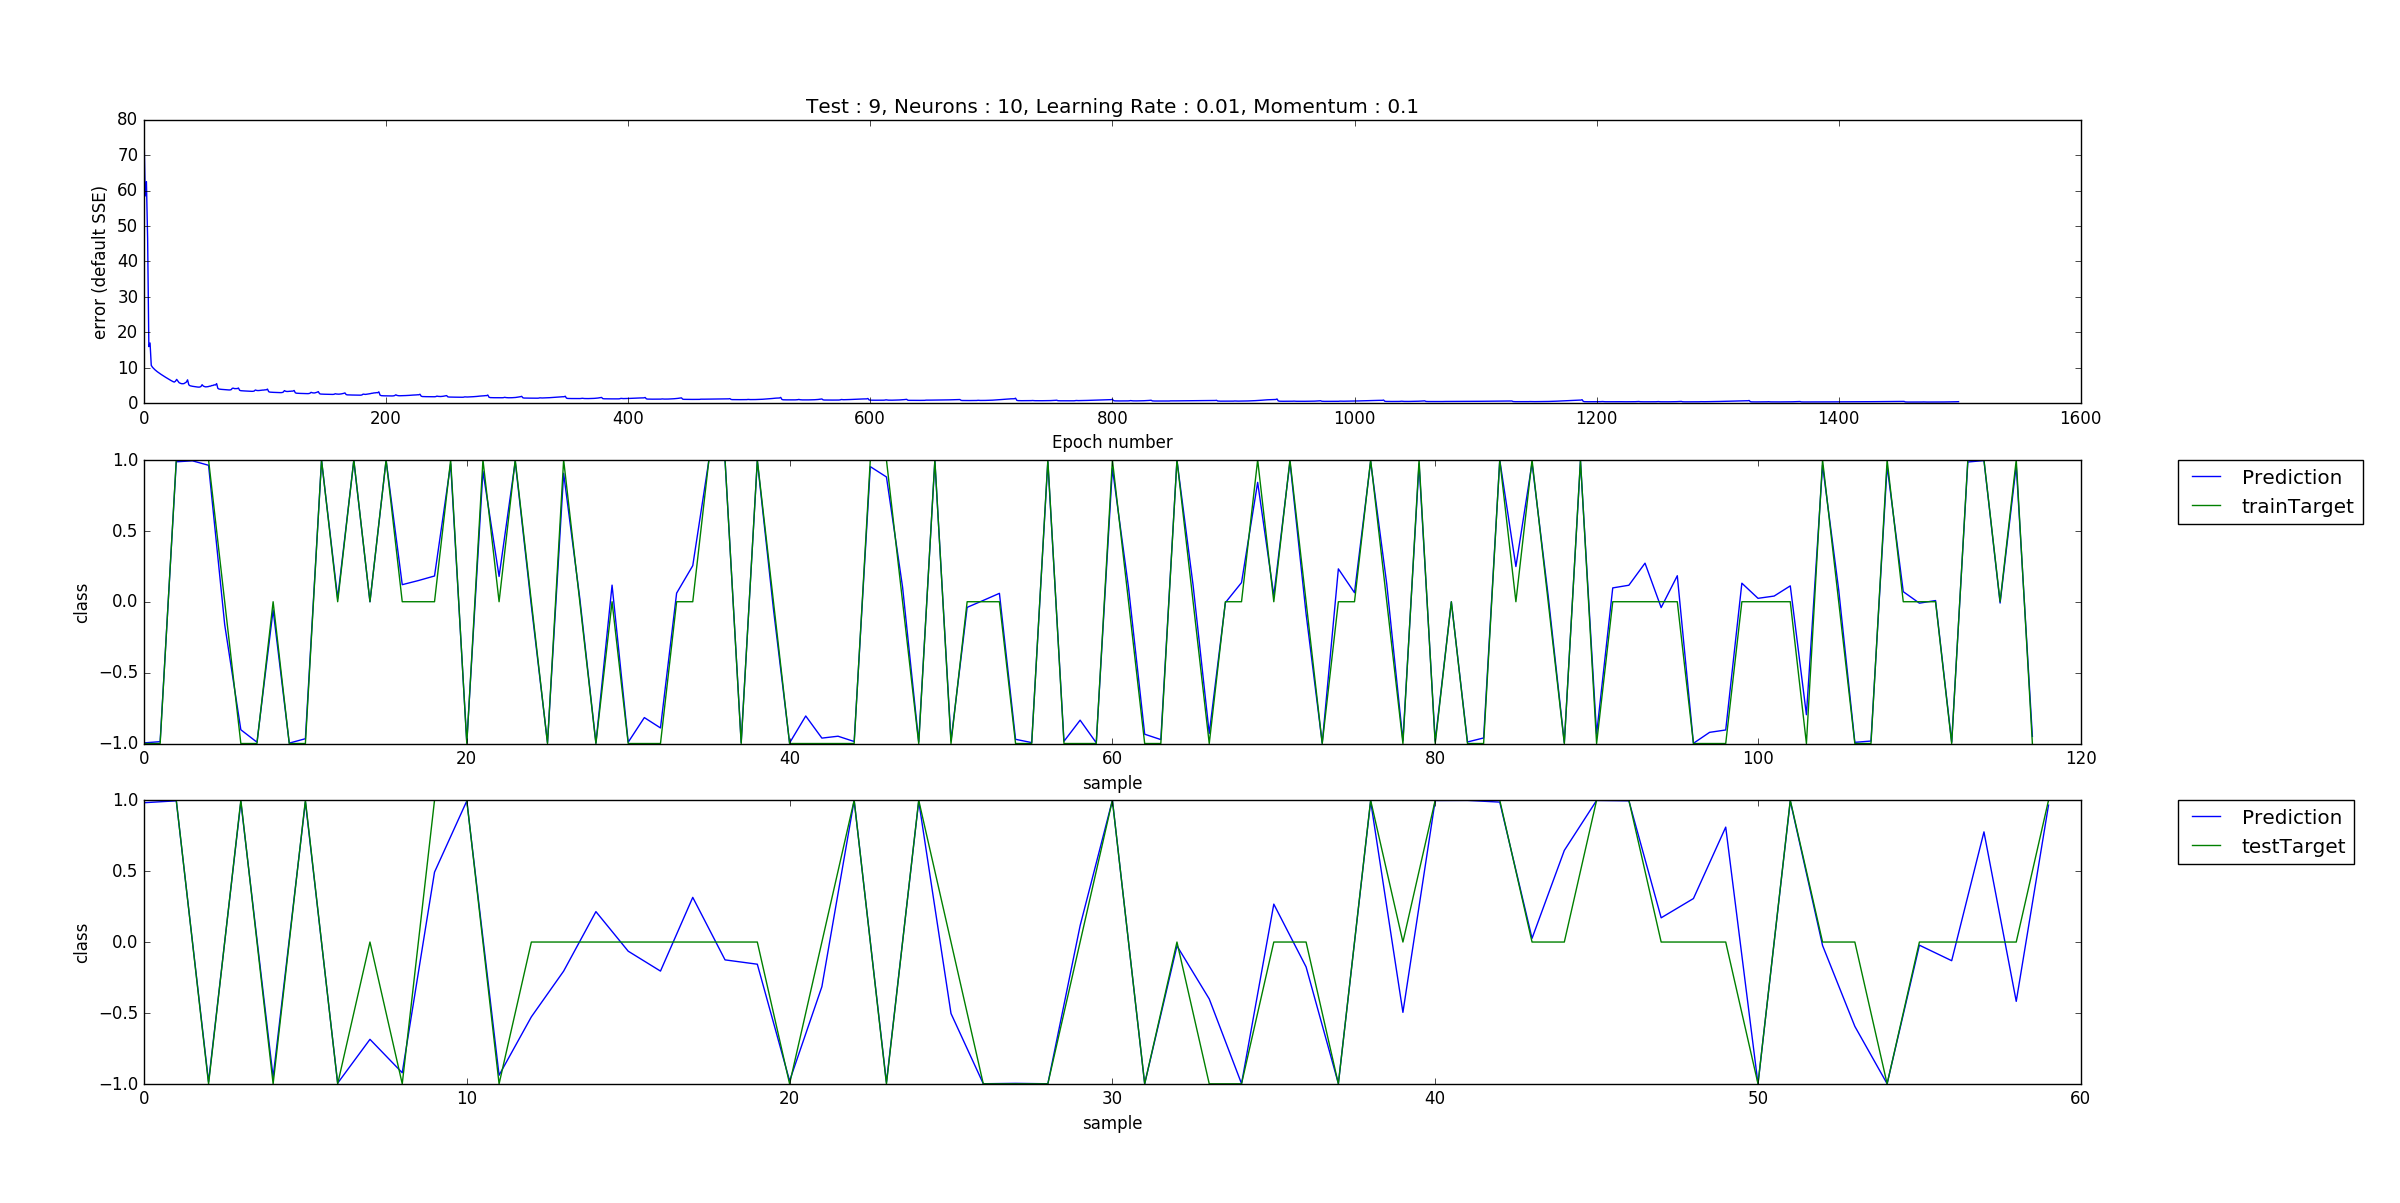 Test : 9, Neurons : 10, Learning Rate : 0.01, Momentum : 0.1
80
70
60
50
40
30
20
10
0
error (default SSE)
0 200 400 600 800 1000 1200 1400 1600
Epoch number
1.0
0.5
0.0
−0.5
−1.0
class
0 20 40 60 80 100 120
sample
Prediction
trainTarget
1.0
0.5
0.0
−0.5
−1.0
class
0 10 20 30 40 50 60
sample
Prediction
testTarget